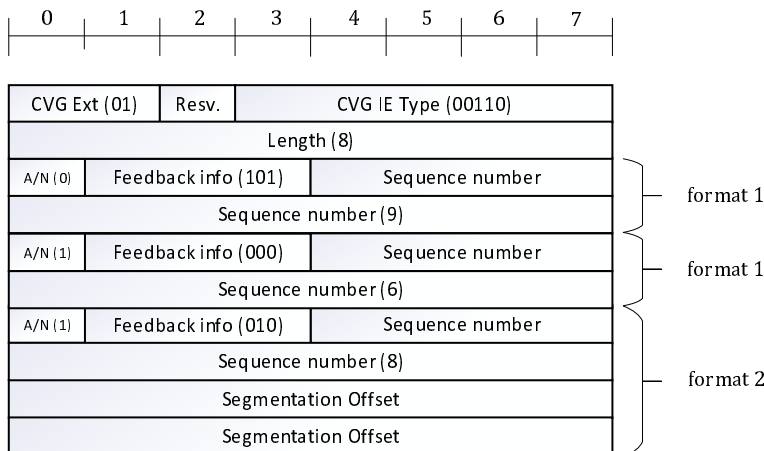 0 1 2 3 4 5 6 7
CVG Ext (01) Resv. CVG IE Type (00110)
Length (8)
A/N (0) Feedback info (101) Sequence number
Sequence number (9)
format 1
A/N (1) Feedback info (000) Sequence number
Sequence number (6)
format 1
A/N (1) Feedback info (010) Sequence number
Sequence number (8)
Segmentation Offset
Segmentation Offset
format 2